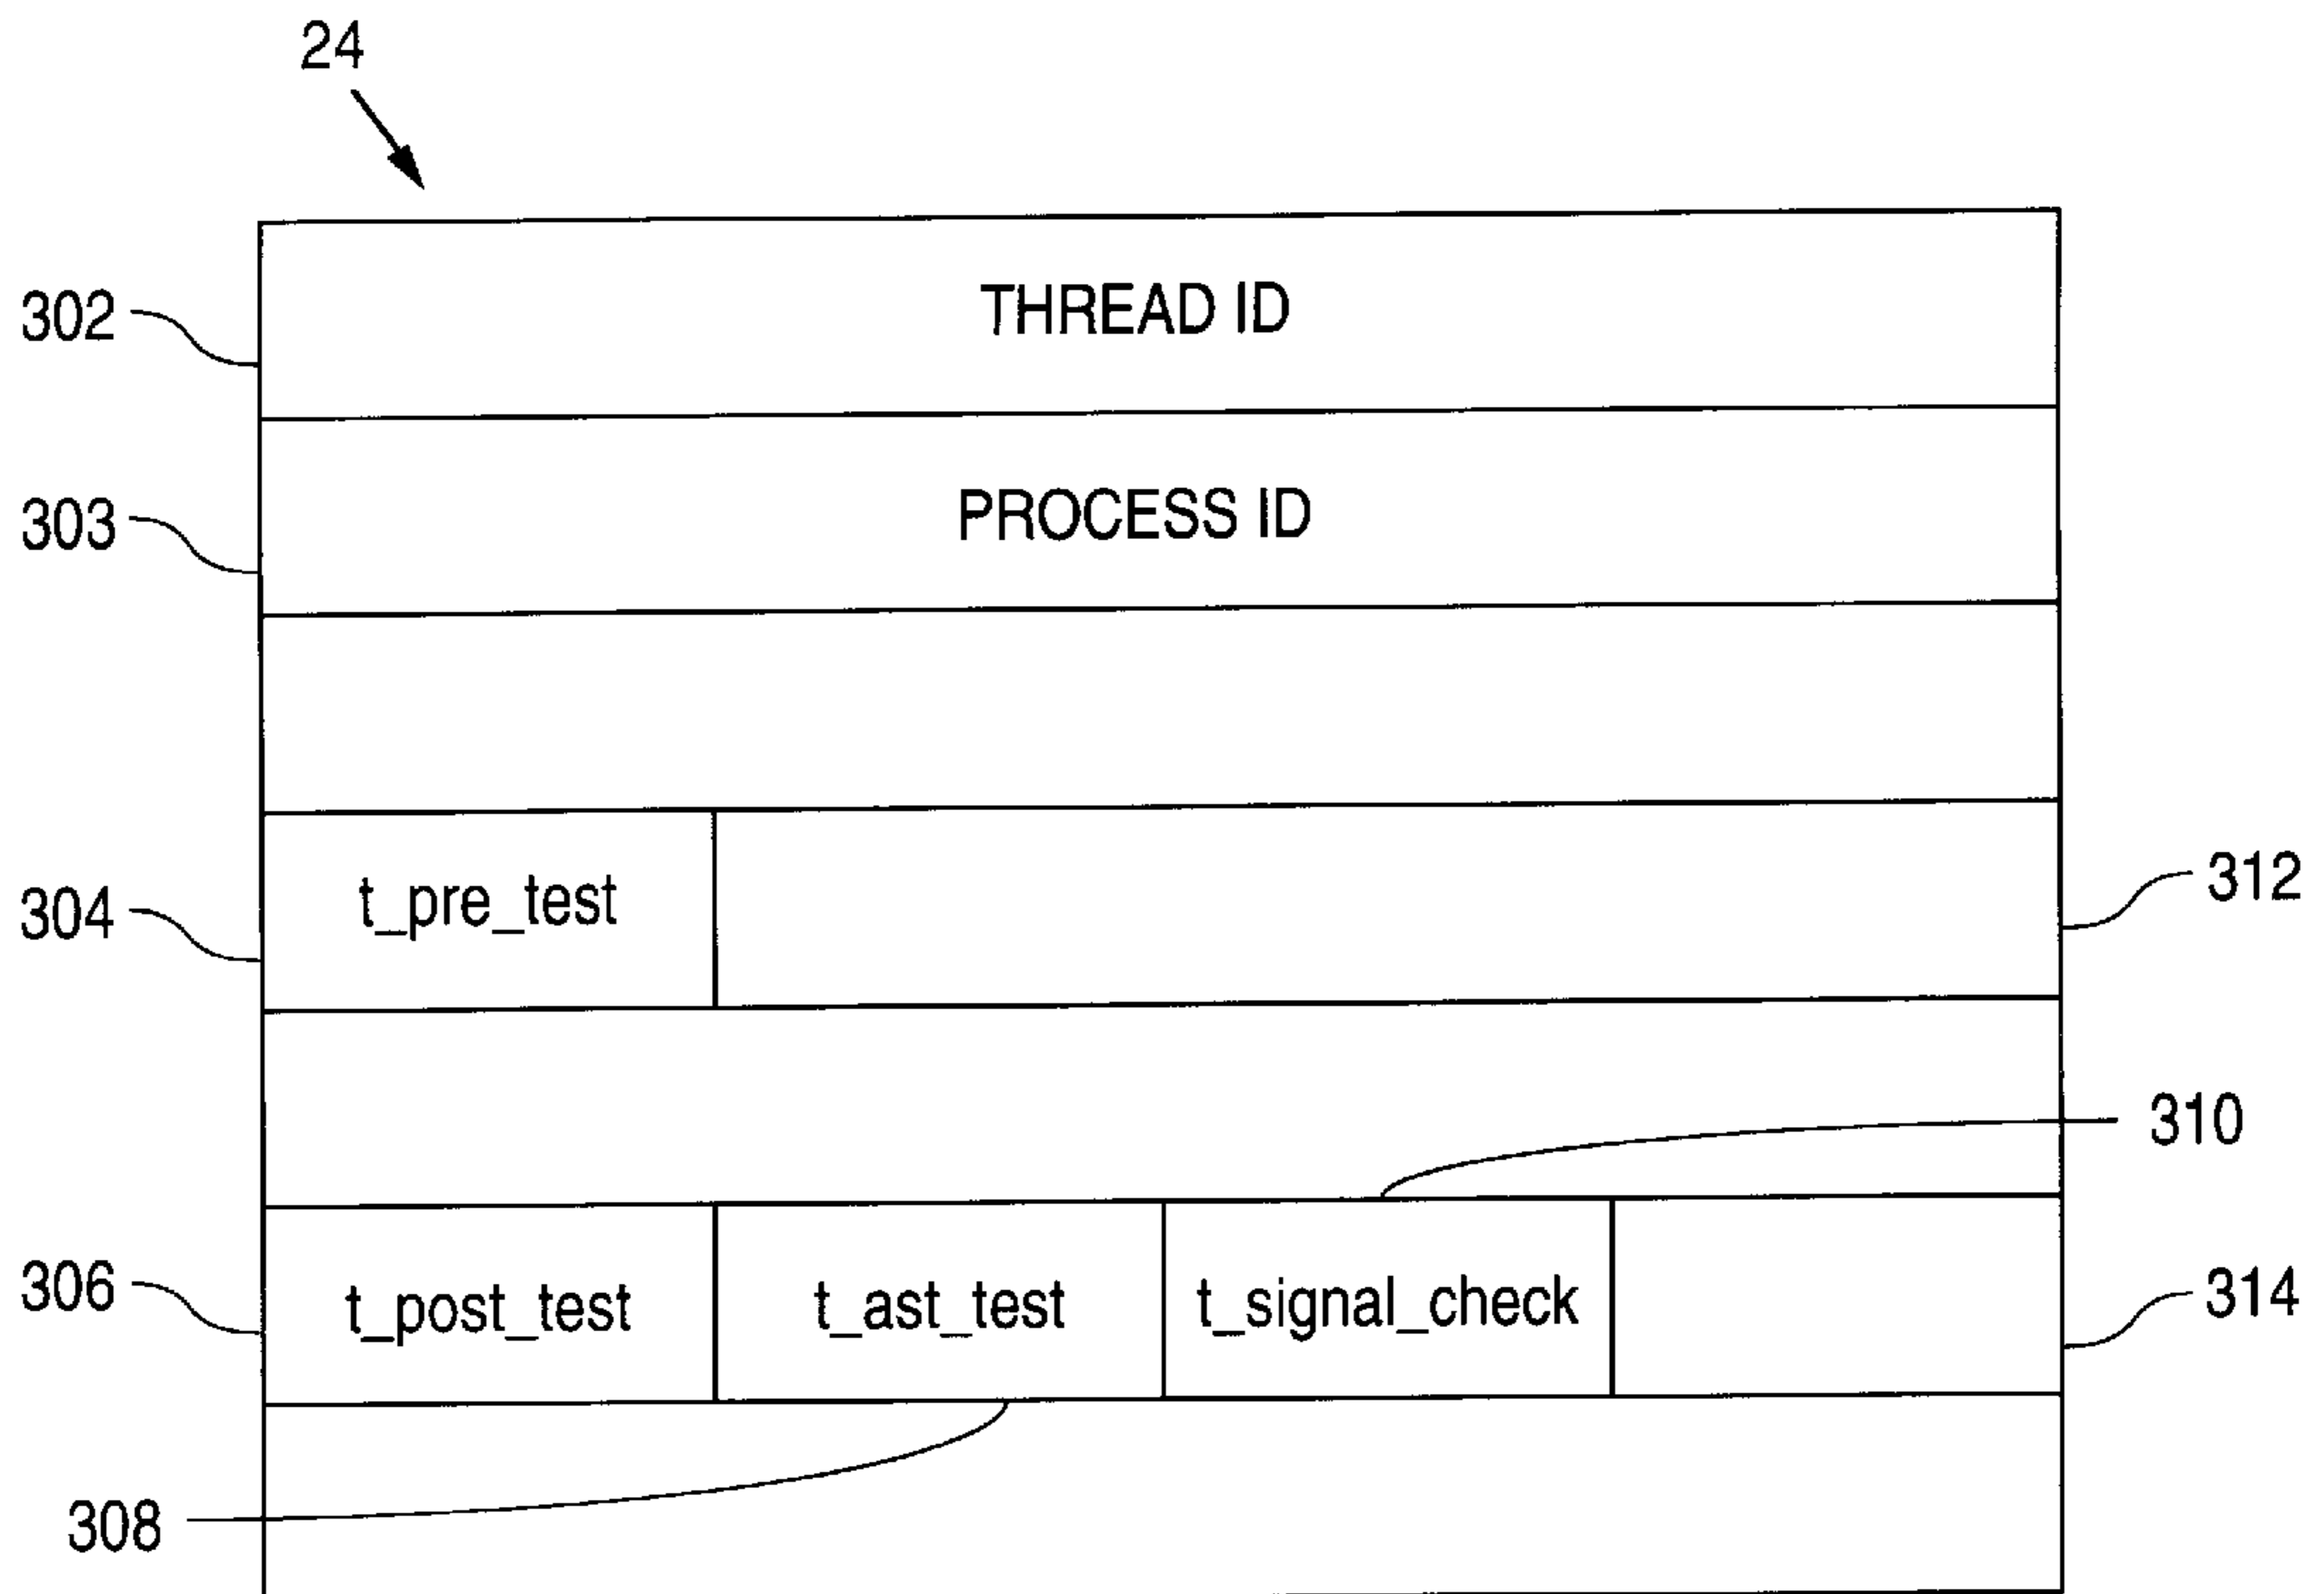 24
302
THREAD ID
303
PROCESS ID
304
t_pre_test
312
310
306
t_post_test
t_ast_test
t_signal_check
314
308